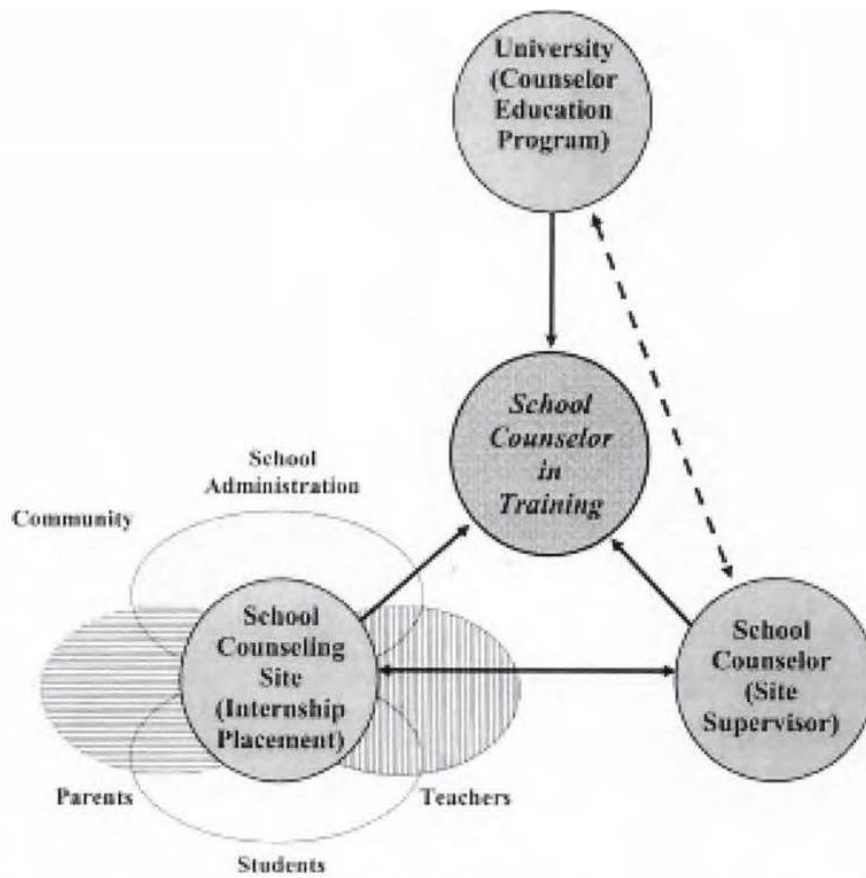 University
(Counselor
Education
Program)
School
Counselor
in
Training
School
Administration
Community
School
Counseling
Site
(Internship
Placement)
School
Counselor
(Site
Supervisor)
Parents
Teachers
Students